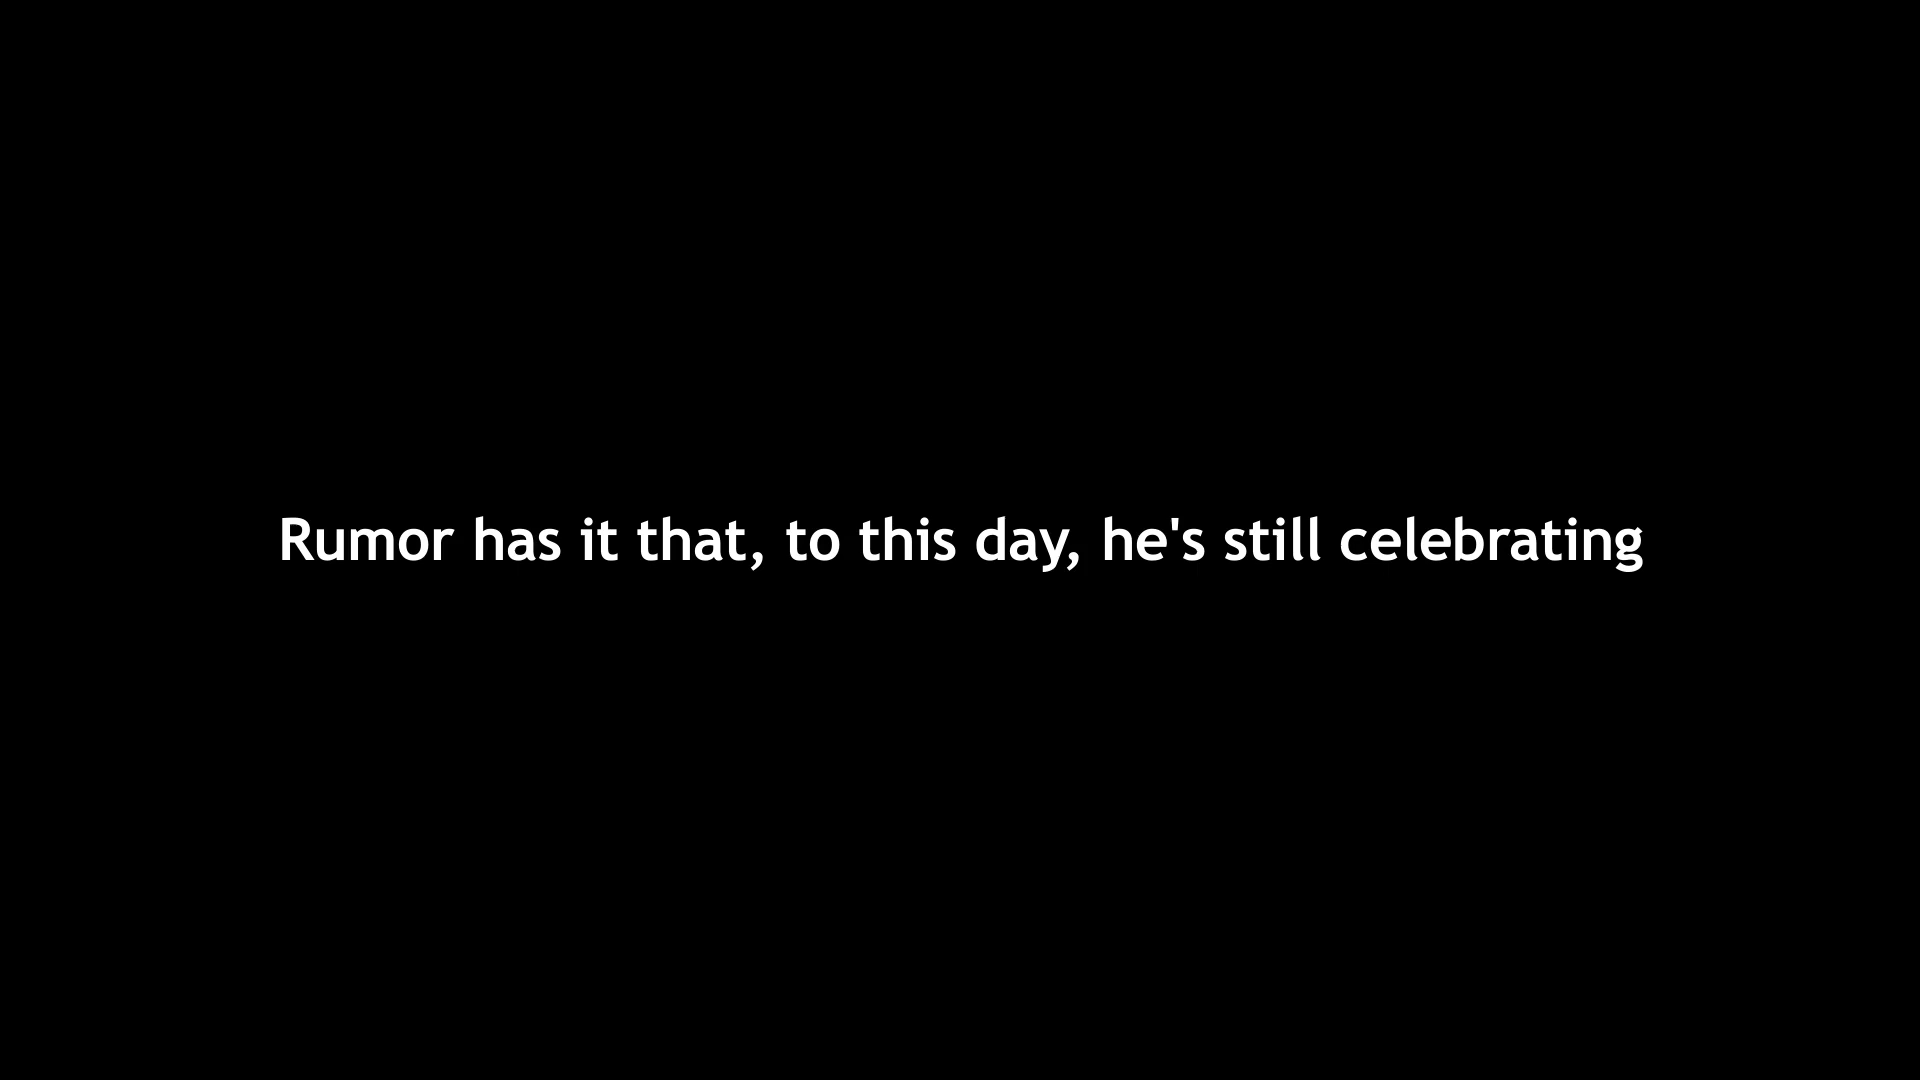 Rumor has it that, to this day, he's still celebrating